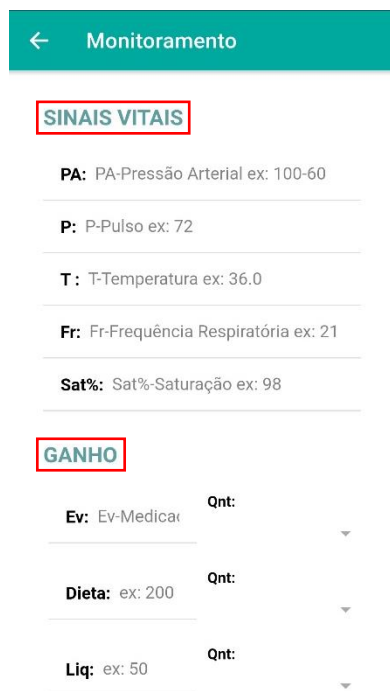 Monitoramento
SINAIS VITAIS
PA: PA-Pressão Arterial ex: 100-60
P: P-Pulso ex: 72
T : T-Temperatura ex: 36.0
Fr: Fr-Frequência Respiratória ex: 21
Sat%: Sat%-Saturação ex: 98
GANHO
Ev: Ev-Medica
Qnt:
Dieta: ex: 200
Qnt:
Liq: ex: 50
Qnt: